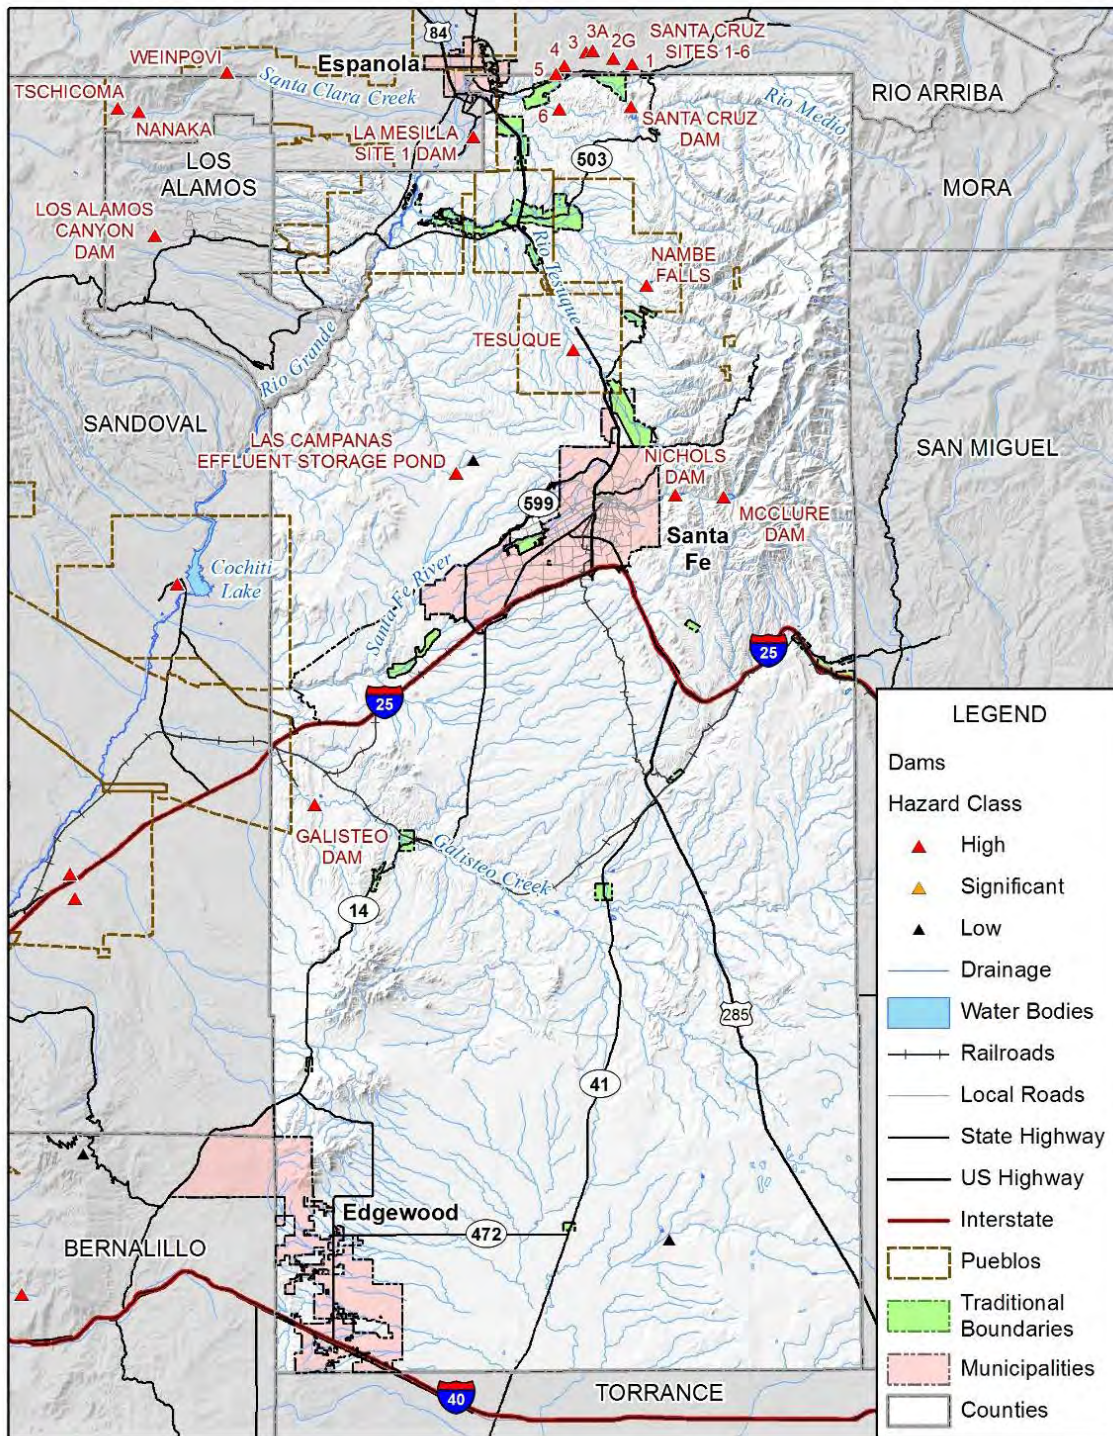 84
Espanola
WEINPOVI
Santa Clara Creek
TSCHICOMA
NANAKA
4
3
3A
2G
5
1
6
SANTA CRUZ
SITES 1-6
SANTA CRUZ
DAM
Rio Medio
RIO ARRIBA
LA MESILLA
SITE 1 DAM
503
LOS
ALAMOS
MORA
LOS ALAMOS
CANYON
DAM
NAMBE
FALLS
Rio Tesuque
TESUQUE
Rio Grande
SANDOVAL
LAS CAMPANAS
EFFLUENT STORAGE POND
SAN MIGUEL
NICHOLS
DAM
MCCLURE
DAM
599
Santa
Fe
Cochiti
Lake
Santa Fe River
25
25
GALISTEO
DAM
Galisteo Creek
14
285
41
Edgewood
472
BERNALILLO
40
TORRANCE
LEGEND
Dams
Hazard Class
High
Significant
Low
Drainage
Water Bodies
Railroads
Local Roads
State Highway
US Highway
Interstate
Pueblos
Traditional
Boundaries
Municipalities
Counties